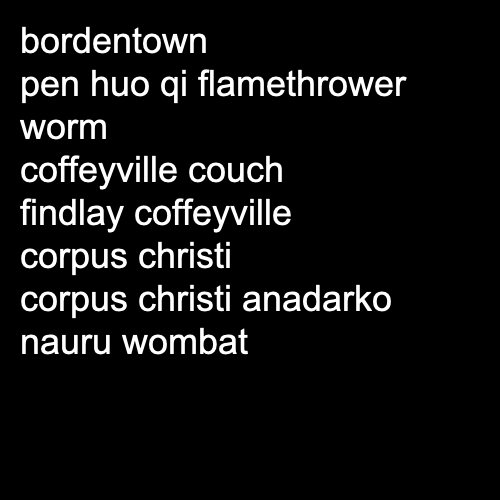 bordentown
pen huo qi flamethrower
worm
coffeyville couch
findlay coffeyville
corpus christi
corpus christi anadarko
nauru wombat